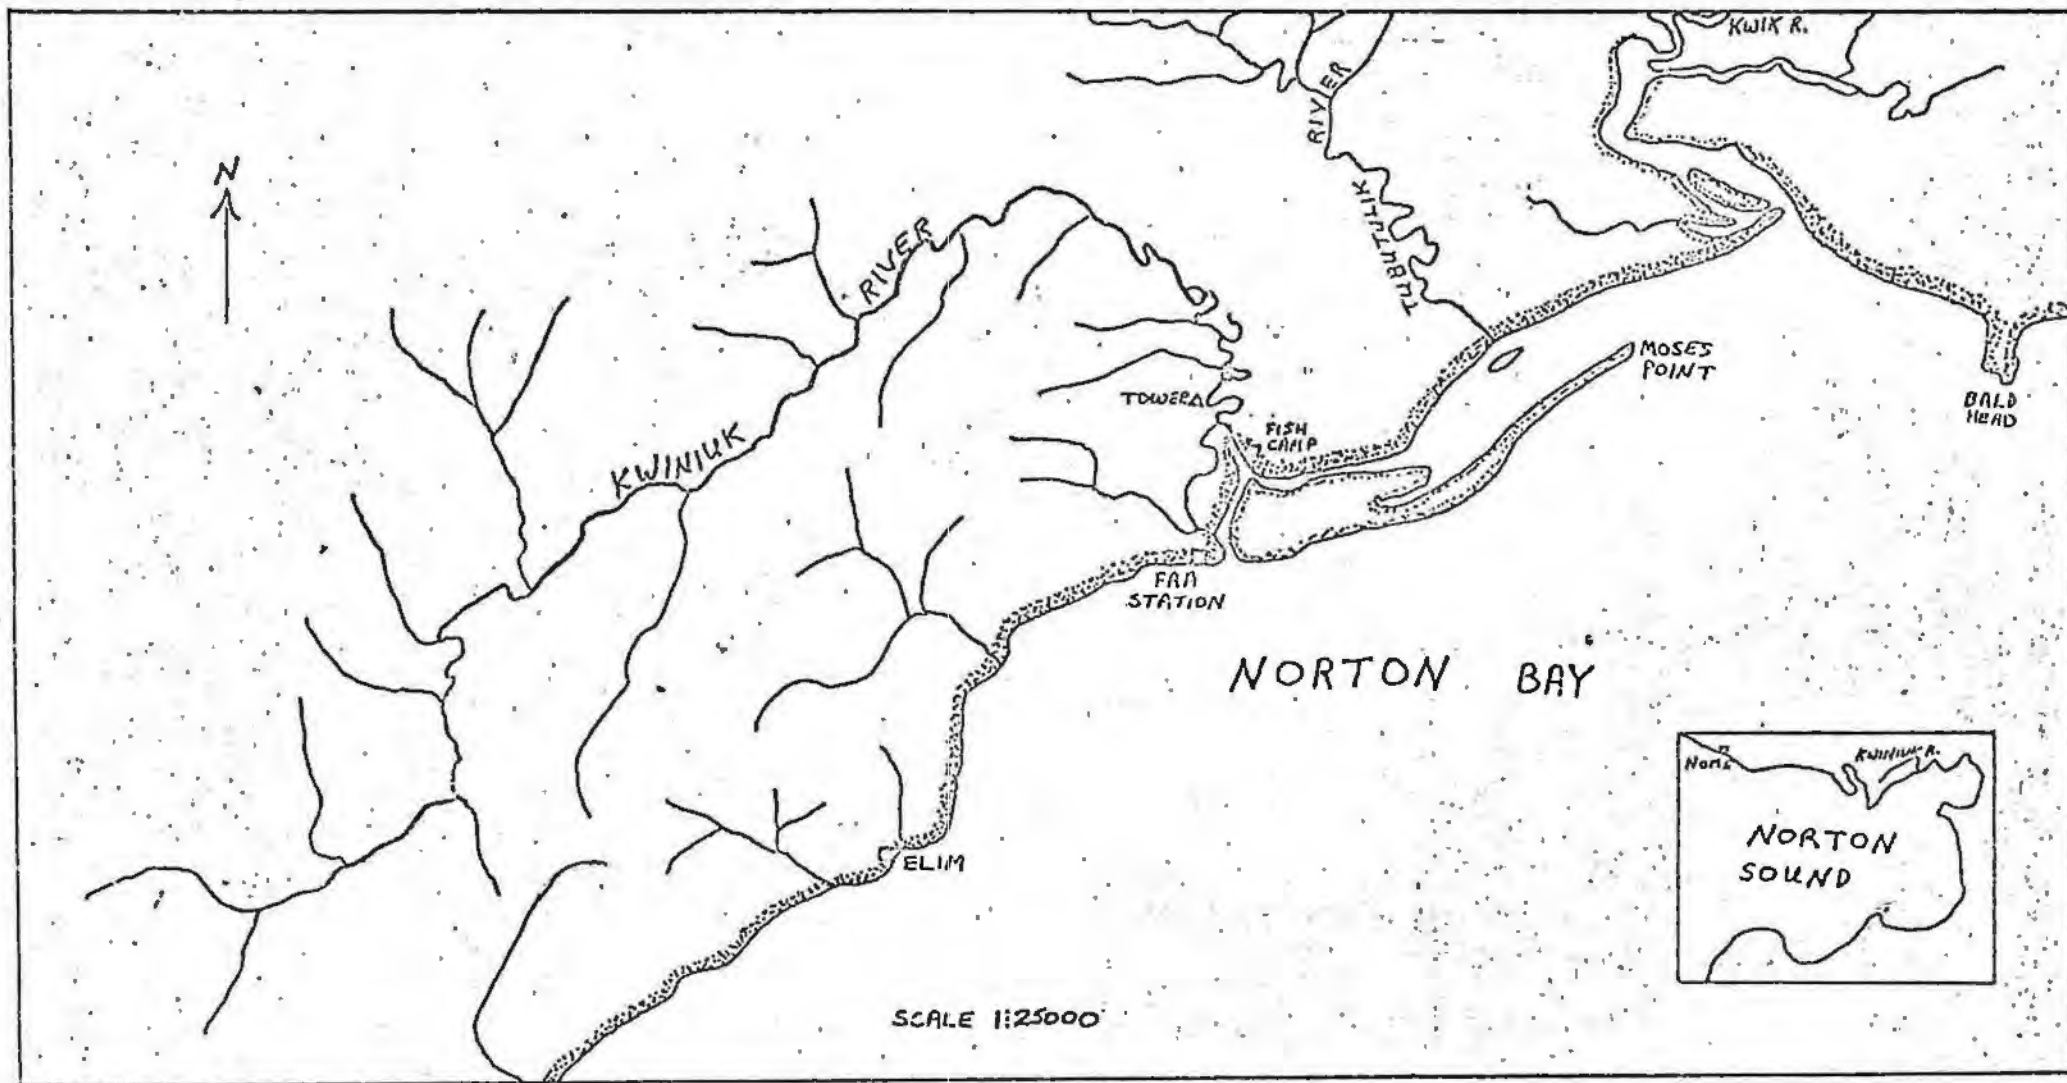 KWIK R.
RIVER
TUBUTULIK
N
RIVER
KWINIUK
MOSES
POINT
BALD
HEAD
TOWER
FISH
CAMP
FAA
STATION
NORTON BAY
ELIM
SCALE 1:25000
NOME
KWINIUK R.
NORTON
SOUND